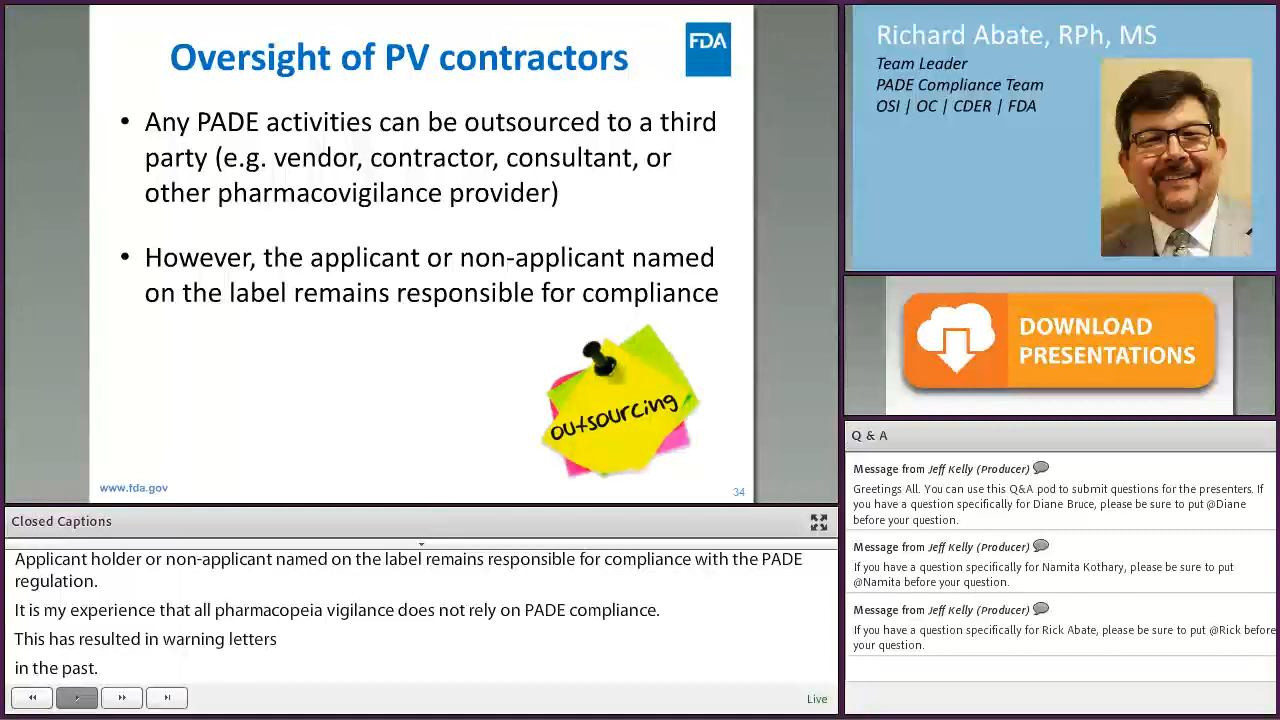 Oversight of PV contractors
FDA
• Any PADE activities can be outsourced to a third
party (e.g. vendor, contractor, consultant, or
other pharmacovigilance provider)
• However, the applicant or non-applicant named
on the label remains responsible for compliance
outsourcing
www.fda.gov
34
Richard Abate, RPh, MS
Team Leader
PADE Compliance Team
OSI | OC | CDER | FDA
DOWNLOAD
PRESENTATIONS
Q & A
Message from Jeff Kelly (Producer)
Greetings All. You can use this Q&A pod to submit questions for the presenters. If
you have a question specifically for Diane Bruce, please be sure to put @Diane
before your question.
Message from Jeff Kelly (Producer)
If you have a question specifically for Namita Kothary, please be sure to put
@Namita before your question.
Message from Jeff Kelly (Producer)
If you have a question specifically for Rick Abate, please be sure to put @Rick before
your question.
Closed Captions
Applicant holder or non-applicant named on the label remains responsible for compliance with the PADE
regulation.
It is my experience that all pharmacopeia vigilance does not rely on PADE compliance.
This has resulted in warning letters
in the past.
Live